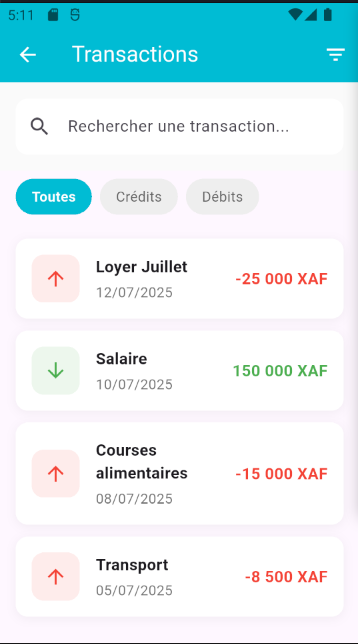 5:11
Transactions
Rechercher une transaction...
Toutes
Crédits
Débits
Loyer Juillet
-25 000 XAF
12/07/2025
Salaire
150 000 XAF
10/07/2025
Courses
alimentaires
-15 000 XAF
08/07/2025
Transport
-8 500 XAF
05/07/2025